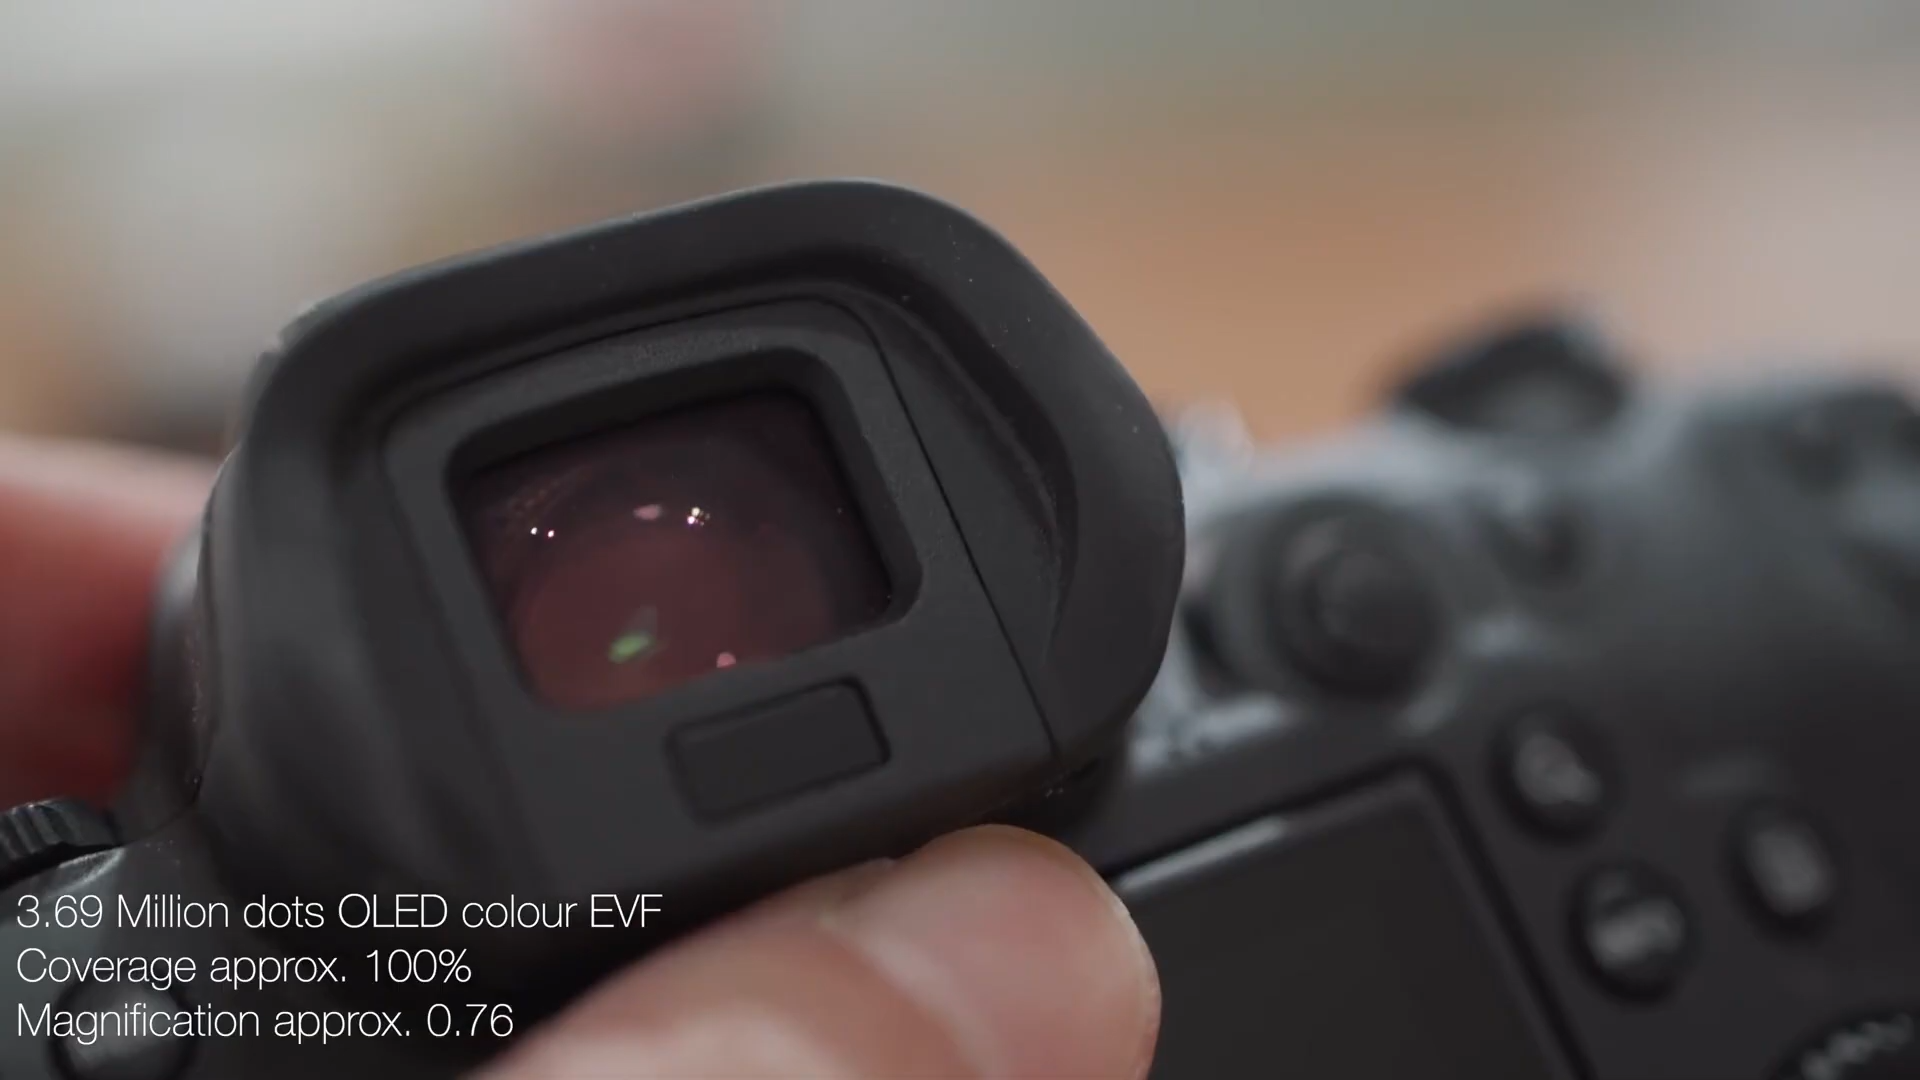 3.69 Million dots OLED colour EVF
Coverage approx. 100%
Magnification approx. 0.76